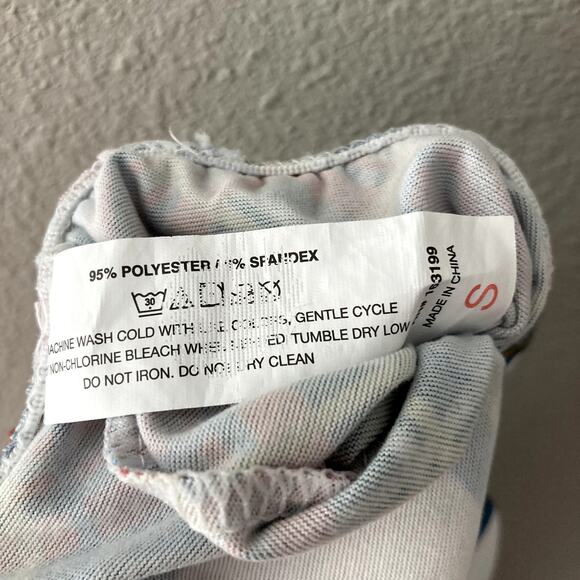 95% POLYESTER / 5% SPANDEX
30
MACHINE WASH COLD WITH LIKE COLORS, GENTLE CYCLE
NON-CHLORINE BLEACH WHEN NEEDED TUMBLE DRY LOW
DO NOT IRON. DO NOT DRY CLEAN
MADE IN CHINA
S